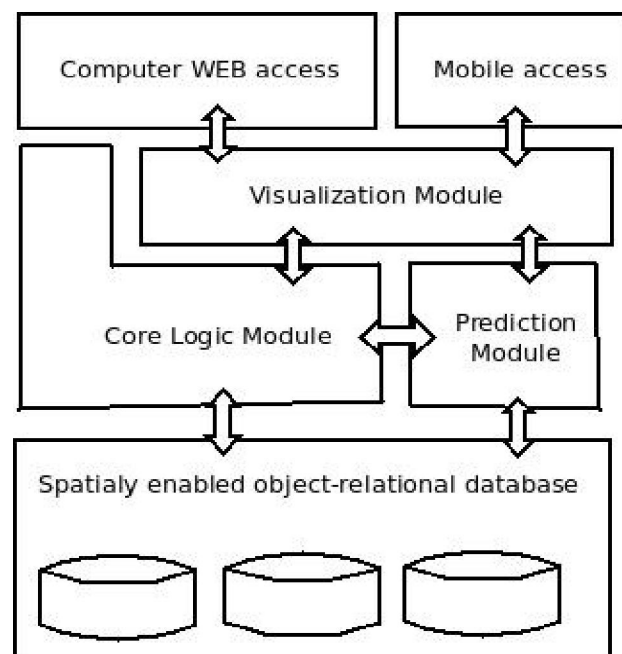 Computer WEB access
Mobile access
Visualization Module
Core Logic Module
Prediction
Module
Spatialy enabled object-relational database